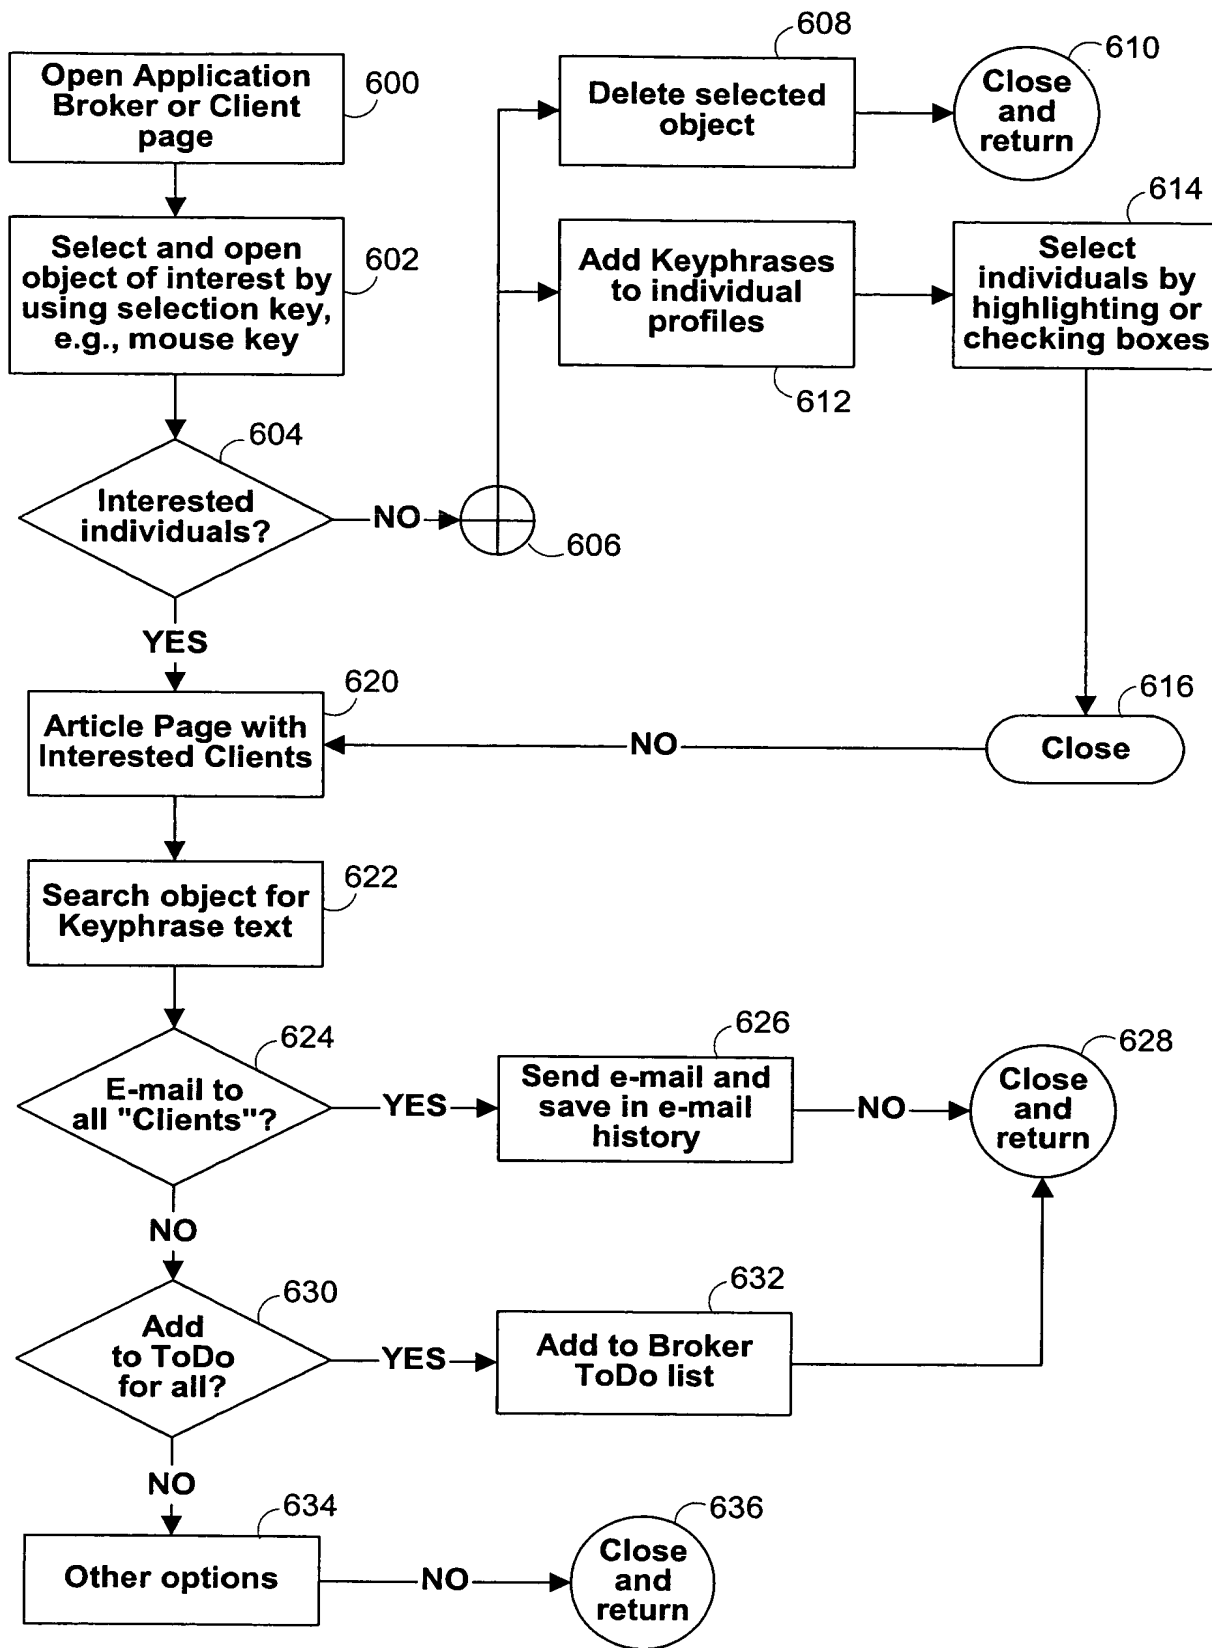 608
610
Open Application
Broker or Client
page
600
Delete selected
object
Close
and
return
614
Select and open
object of interest by
using selection key,
e.g., mouse key
602
Add Keyphrases
to individual
profiles
612
Select
individuals by
highlighting or
checking boxes
604
Interested
individuals?
NO
606
YES
620
616
Article Page with
Interested Clients
NO
Close
622
Search object for
Keyphrase text
624
E-mail to
all "Clients"?
YES
626
Send e-mail and
save in e-mail
history
NO
628
Close
and
return
NO
630
Add
to ToDo
for all?
YES
632
Add to Broker
ToDo list
NO
634
Other options
NO
636
Close
and
return